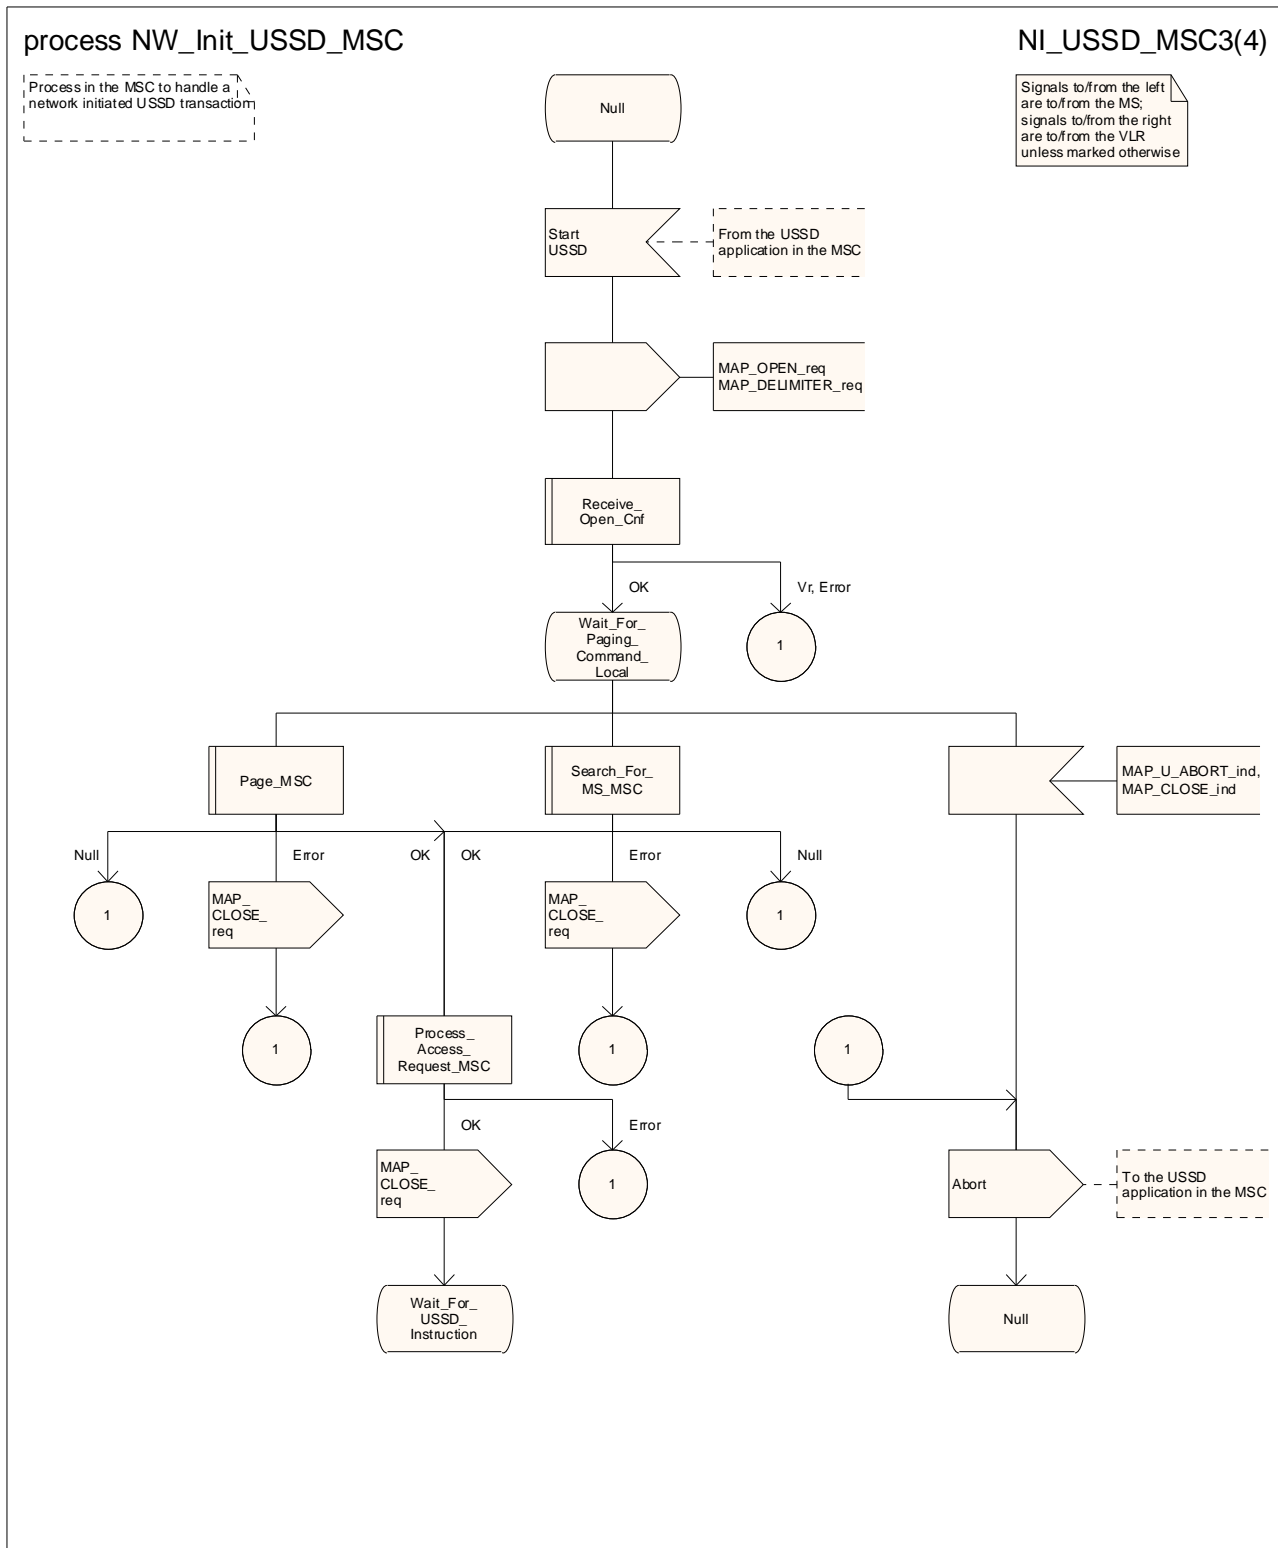 process NW_Init_USSD_MSC
NI_USSD_MSC3(4)
Process in the MSC to handle a
network initiated USSD transaction
Signals to/from the left
are to/from the MS;
signals to/from the right
are to/from the VLR
unless marked otherwise
Null
Start
USSD
From the USSD
application in the MSC
MAP_OPEN_req
MAP_DELIMITER_req
Receive_
Open_Cnf
OK
Vr, Error
Wait_For_
Paging_
Command_
Local
1
Page_MSC
Search_For_
MS_MSC
MAP_U_ABORT_ind,
MAP_CLOSE_ind
Null
Error
OK
OK
Error
Null
1
MAP_
CLOSE_
req
MAP_
CLOSE_
req
1
1
Process_
Access_
Request_MSC
1
1
OK
Error
MAP_
CLOSE_
req
1
Abort
To the USSD
application in the MSC
Wait_For_
USSD_
Instruction
Null